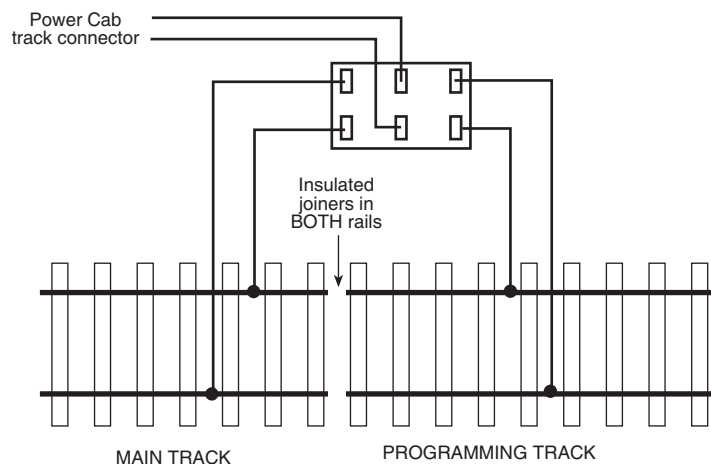 Power Cab
track connector
Insulated
joiners in
BOTH rails
MAIN TRACK
PROGRAMMING TRACK